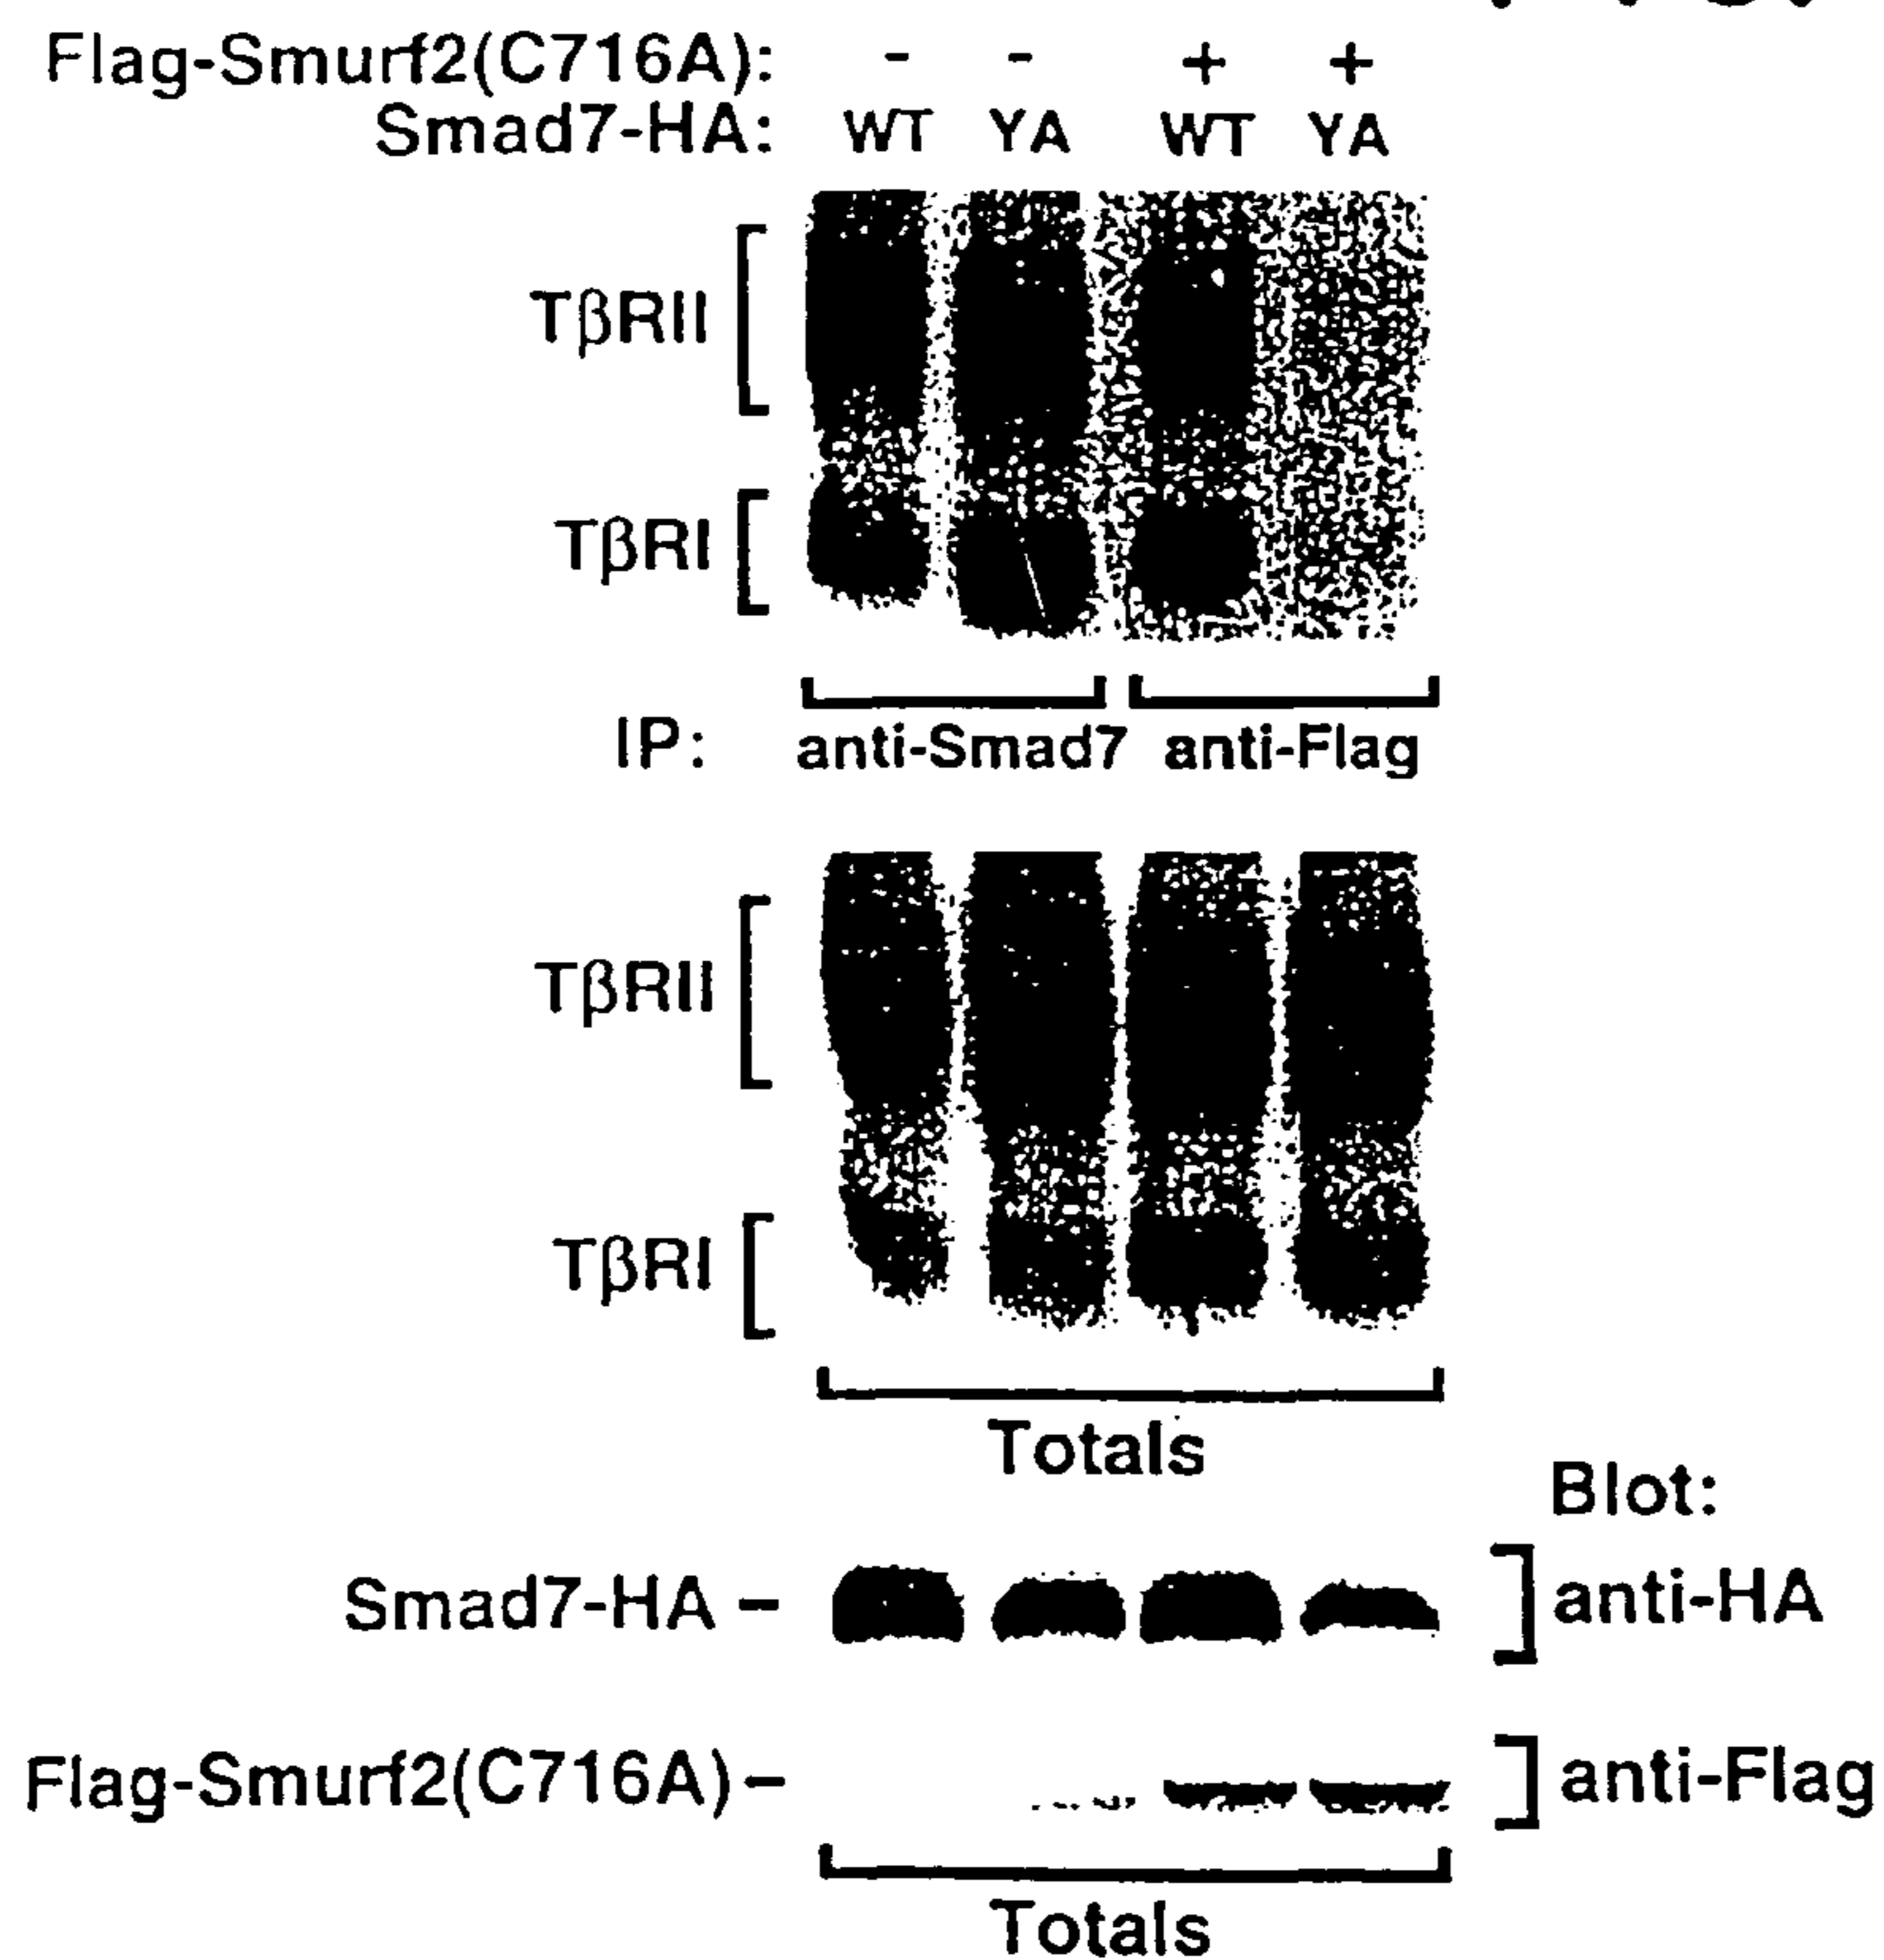 Flag-Smurf2(C716A): - - + +
Smad7-HA: WT YA WT YA
TβRII
TβRI
IP: anti-Smad7 anti-Flag
TβRII
TβRI
Totals
Blot:
Smad7-HA – anti-HA
Flag-Smurf2(C716A) – anti-Flag
Totals